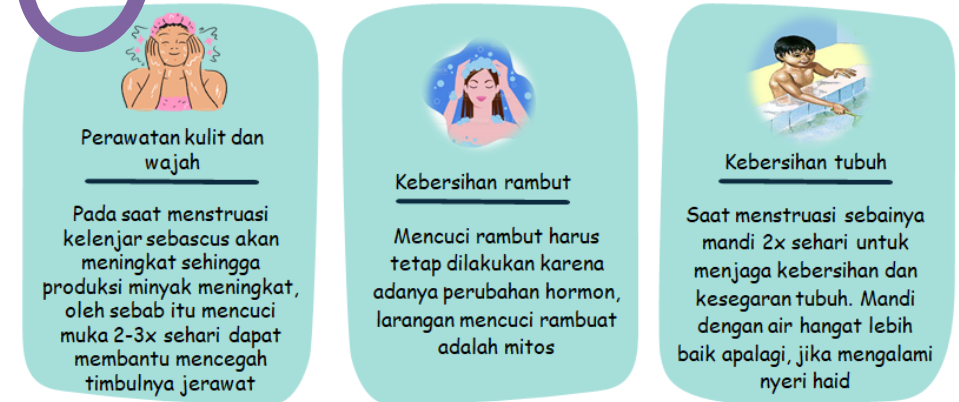 Perawatan kulit dan
wajah
Pada saat menstruasi
kelenjar sebascus akan
meningkat sehingga
produksi minyak meningkat,
oleh sebab itu mencuci
muka 2-3x sehari dapat
membantu mencegah
timbulnya jerawat
Kebersihan rambut
Mencuci rambut harus
tetap dilakukan karena
adanya perubahan hormon,
larangan mencuci rambuat
adalah mitos
Kebersihan tubuh
Saat menstruasi sebainya
mandi 2x sehari untuk
menjaga kebersihan dan
kesegaran tubuh. Mandi
dengan air hangat lebih
baik apalagi, jika mengalami
nyeri haid